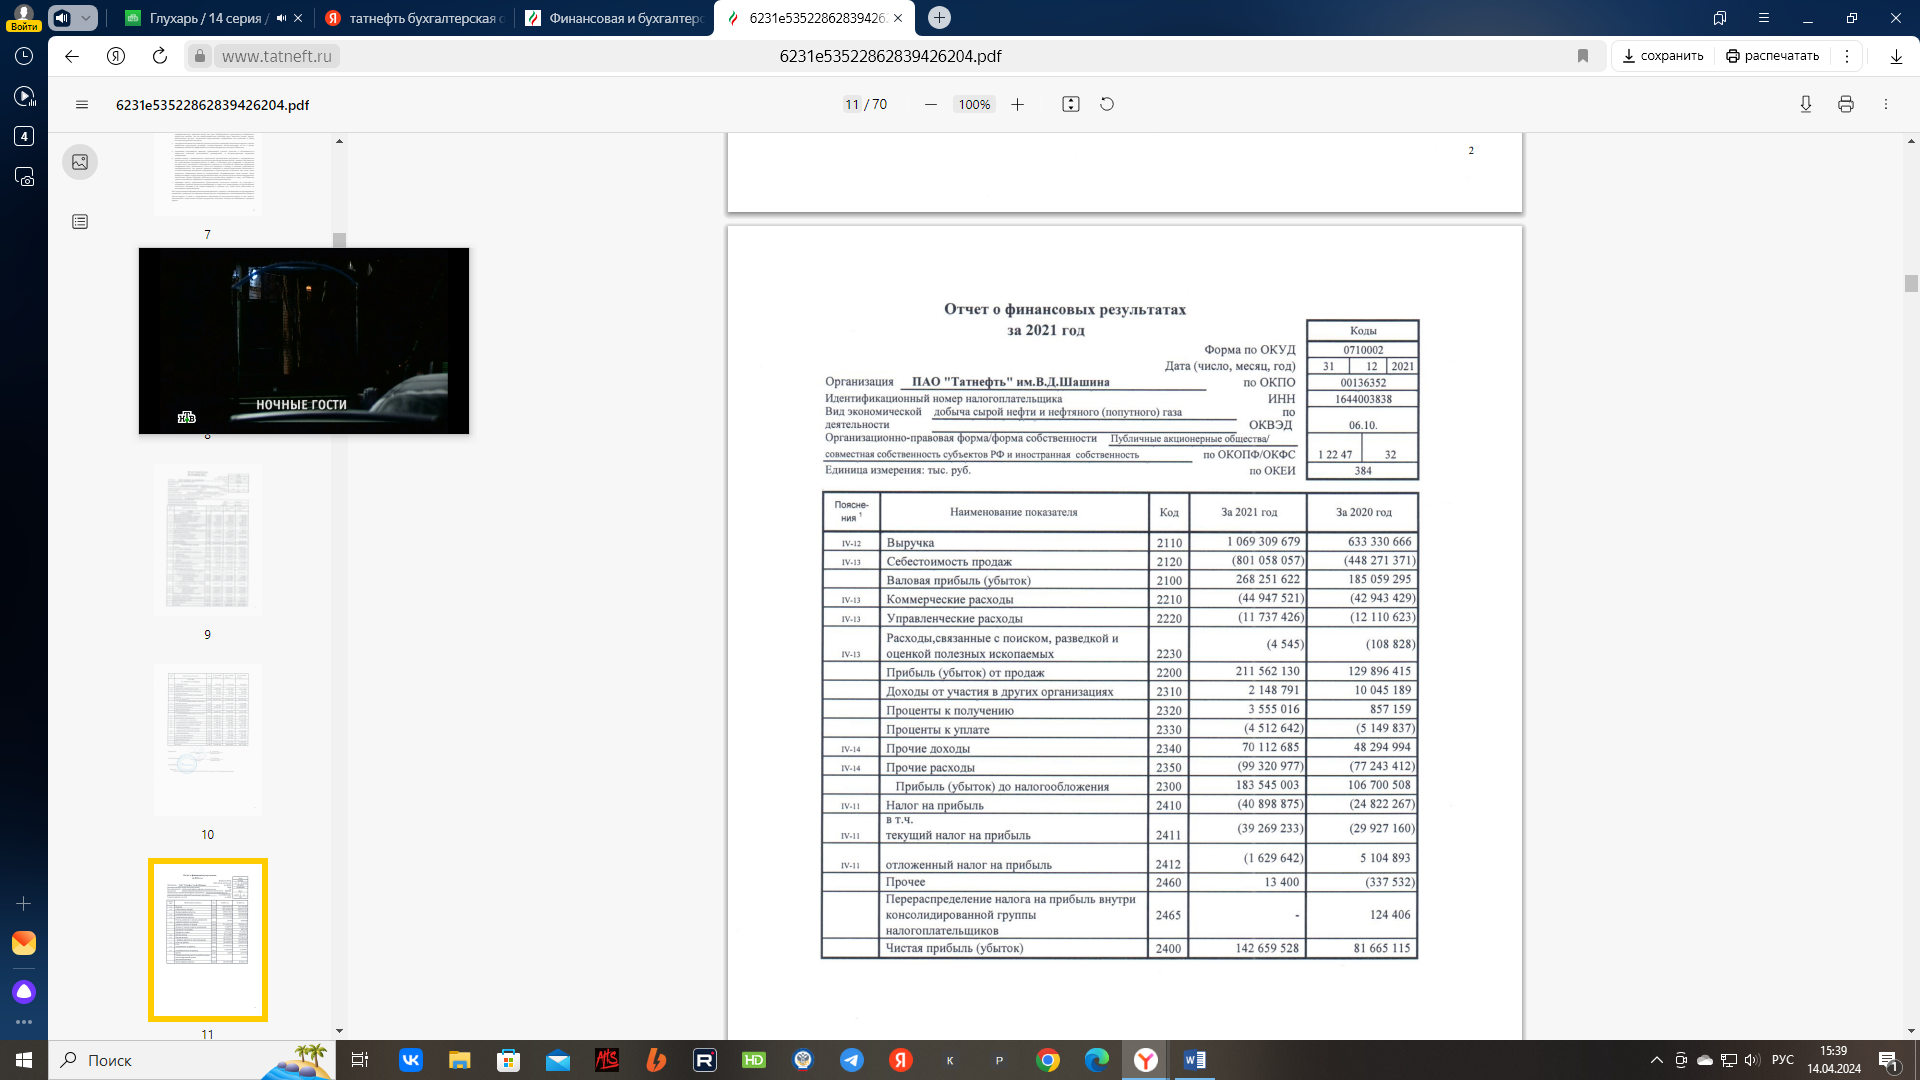 Войти
Глухарь / 14 серия /
татнефть бухгалтерская о
Финансовая и бухгалтерс
6231e53522862839426
www.tatneft.ru
6231e53522862839426204.pdf
сохранить
распечатать
6231e53522862839426204.pdf
11 / 70
100%
4
7
8
9
10
11
НОЧНЫЕ ГОСТИ
НТВ
2
Отчет о финансовых результатах
за 2021 год
Коды
Форма по ОКУД 0710002
Дата (число, месяц, год) 31 12 2021
Организация ПАО "Татнефть" им.В.Д.Шашина по ОКПО 00136352
Идентификационный номер налогоплательщика ИНН 1644003838
Вид экономической добыча сырой нефти и нефтяного (попутного) газа по
деятельности ОКВЭД 06.10.
Организационно-правовая форма/форма собственности Публичные акционерные общества/
совместная собственность субъектов РФ и иностранная собственность по ОКОПФ/ОКФС 1 22 47 32
Единица измерения: тыс. руб. по ОКЕИ 384
Поясне-
ния 1 Наименование показателя Код За 2021 год За 2020 год
IV-12 Выручка 2110 1 069 309 679 633 330 666
IV-13 Себестоимость продаж 2120 (801 058 057) (448 271 371)
Валовая прибыль (убыток) 2100 268 251 622 185 059 295
IV-13 Коммерческие расходы 2210 (44 947 521) (42 943 429)
IV-13 Управленческие расходы 2220 (11 737 426) (12 110 623)
Расходы,связанные с поиском, разведкой и
IV-13 оценкой полезных ископаемых 2230 (4 545) (108 828)
Прибыль (убыток) от продаж 2200 211 562 130 129 896 415
Доходы от участия в других организациях 2310 2 148 791 10 045 189
Проценты к получению 2320 3 555 016 857 159
Проценты к уплате 2330 (4 512 642) (5 149 837)
IV-14 Прочие доходы 2340 70 112 685 48 294 994
IV-14 Прочие расходы 2350 (99 320 977) (77 243 412)
Прибыль (убыток) до налогообложения 2300 183 545 003 106 700 508
IV-11 Налог на прибыль 2410 (40 898 875) (24 822 267)
в т.ч.
IV-11 текущий налог на прибыль 2411 (39 269 233) (29 927 160)
IV-11 отложенный налог на прибыль 2412 (1 629 642) 5 104 893
Прочее 2460 13 400 (337 532)
Перераспределение налога на прибыль внутри
консолидированной группы 2465 - 124 406
налогоплательщиков
Чистая прибыль (убыток) 2400 142 659 528 81 665 115
Поиск
HD
К
Р
РУС
15:39
14.04.2024
1